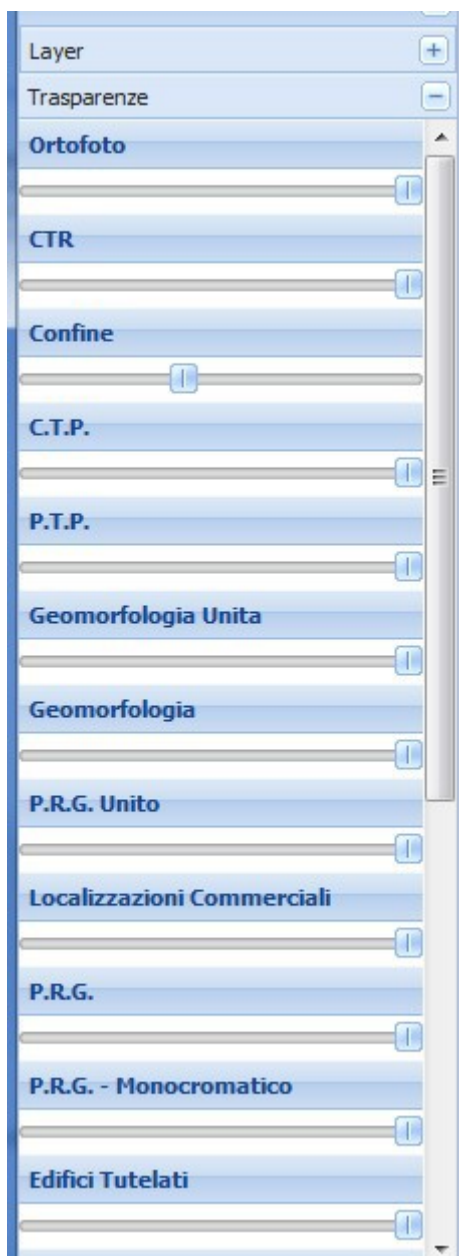 Layer
Trasparenze
Ortofoto
CTR
Confine
C.T.P.
P.T.P.
Geomorfologia Unita
Geomorfologia
P.R.G. Unito
Localizzazioni Commerciali
P.R.G.
P.R.G. - Monocromatico
Edifici Tutelati